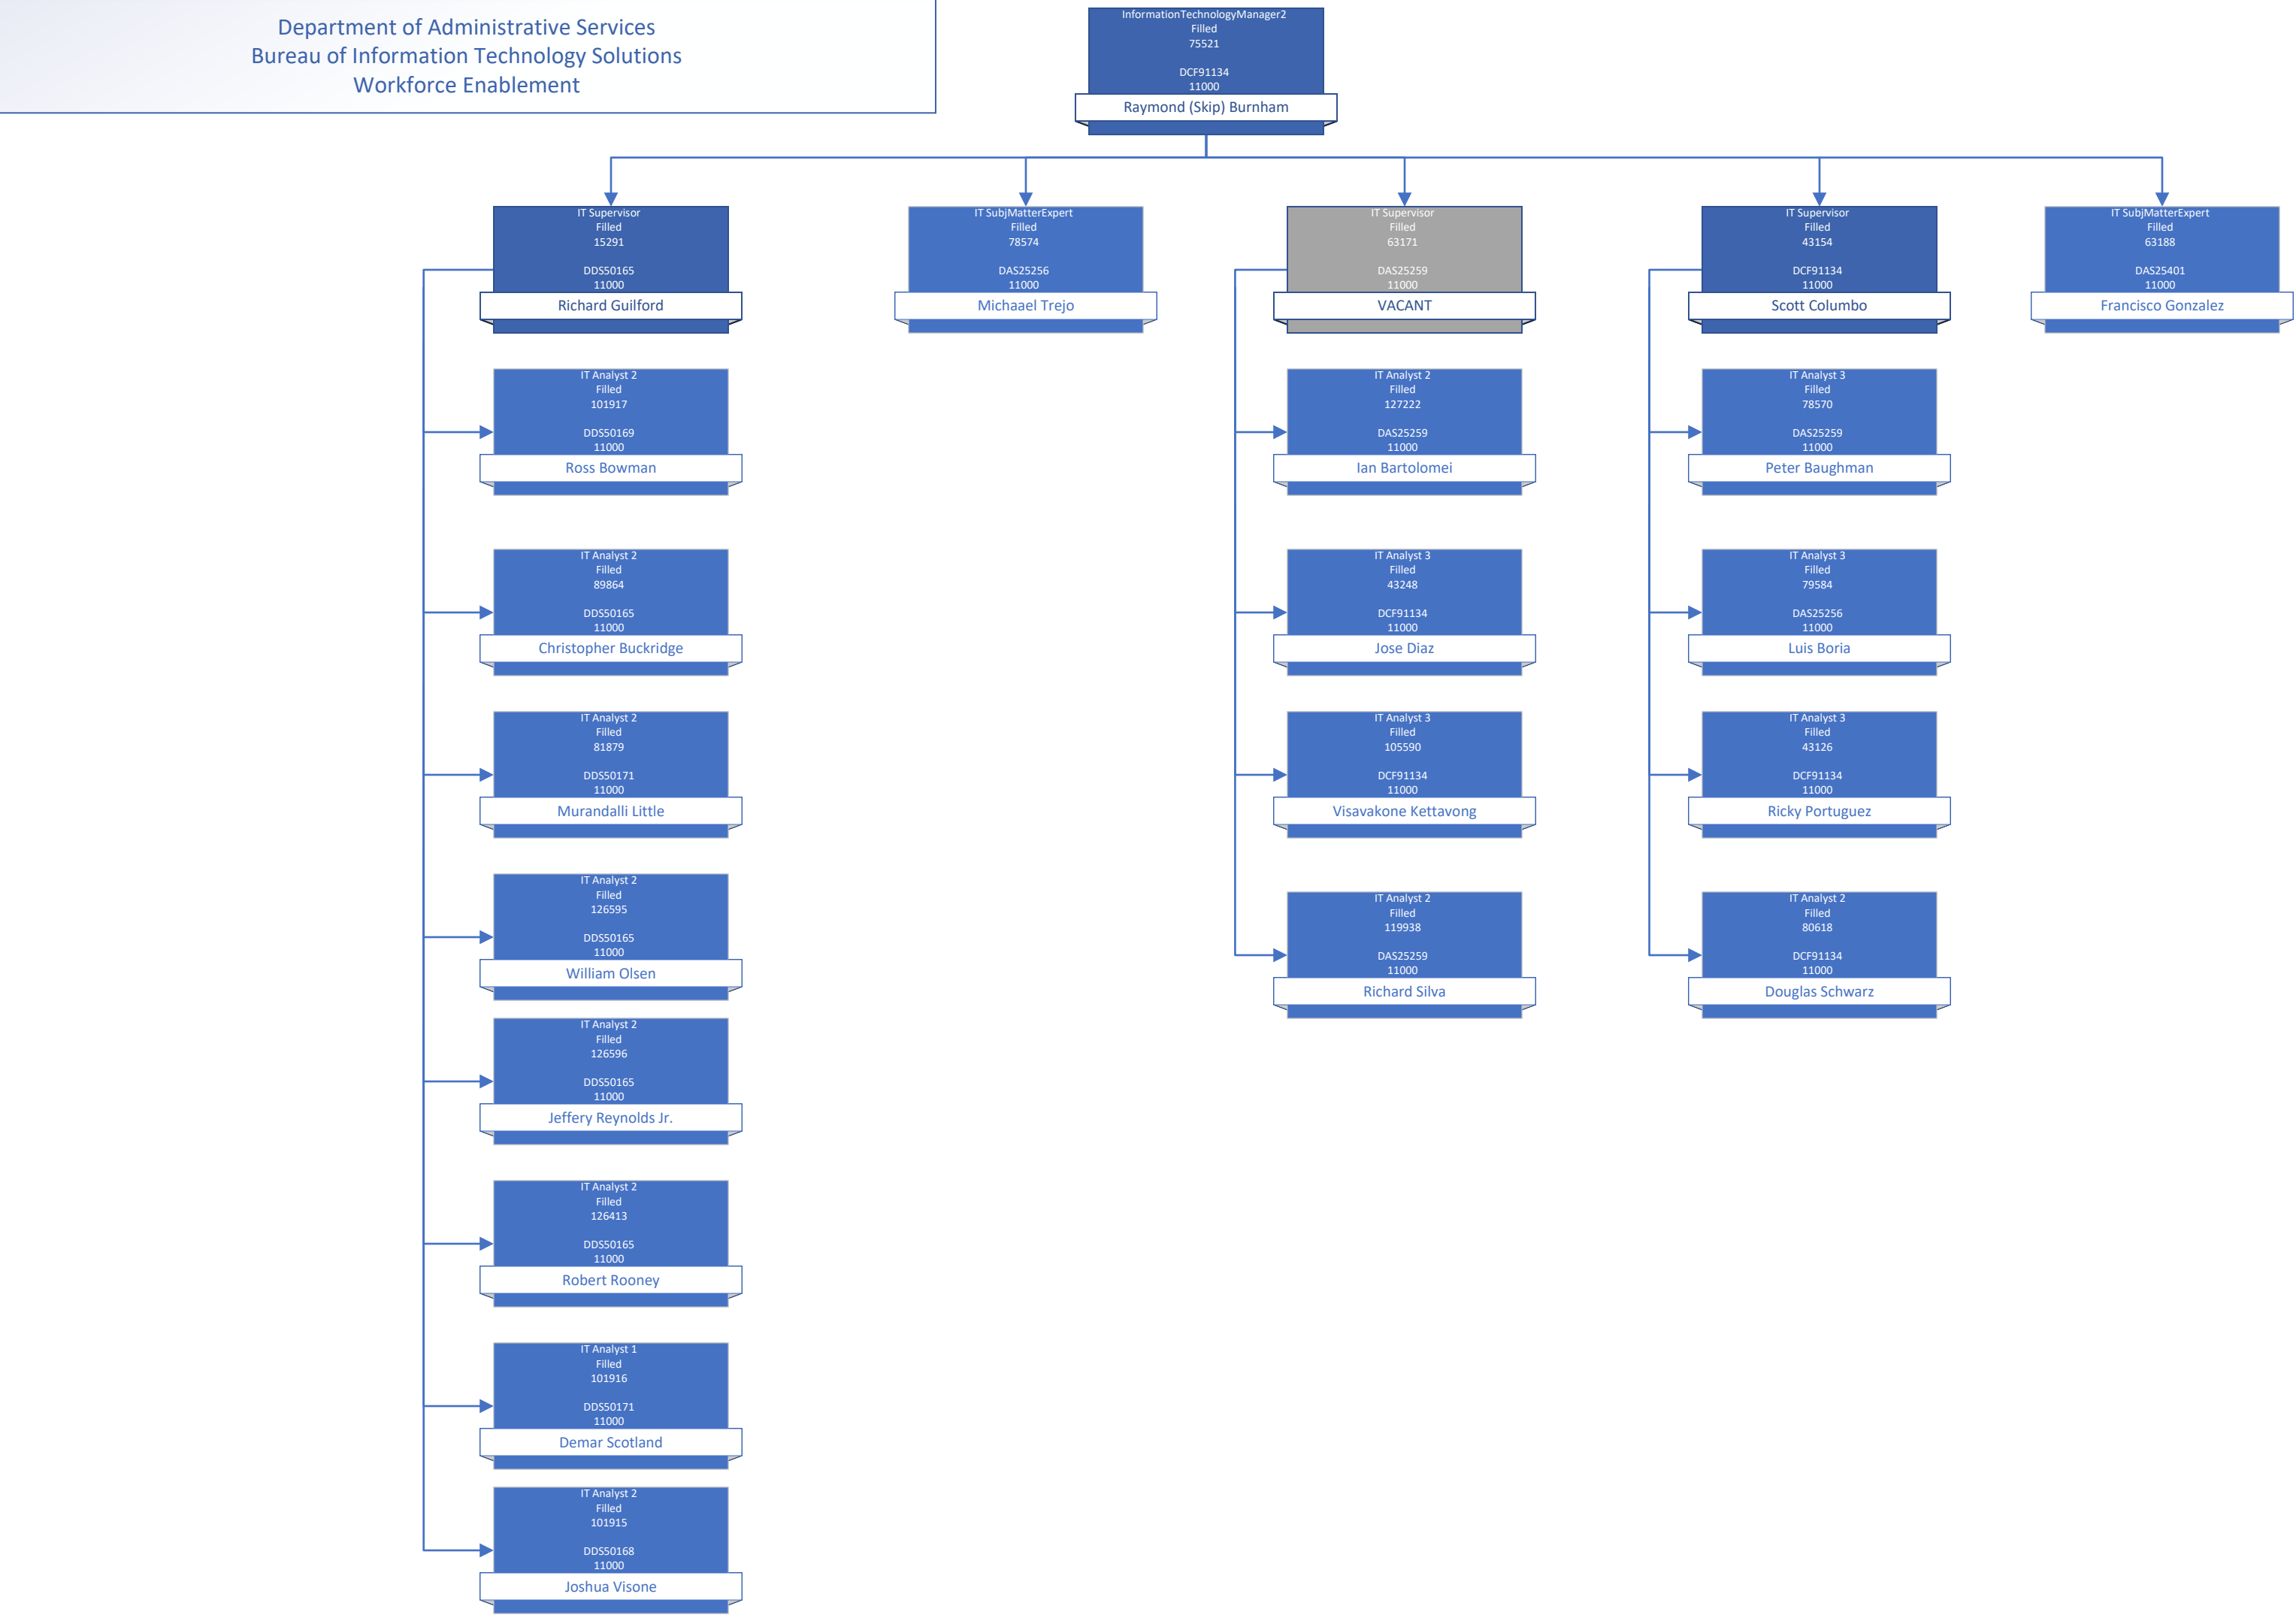 Department of Administrative Services
Bureau of Information Technology Solutions
Workforce Enablement
InformationTechnologyManager2
Filled
75521
DCF91134
11000
Raymond (Skip) Burnham
IT Supervisor
Filled
15291
DDS50165
11000
Richard Guilford
IT SubjMatterExpert
Filled
78574
DAS25256
11000
Michaael Trejo
IT Supervisor
Filled
63171
DAS25259
11000
VACANT
IT Supervisor
Filled
43154
DCF91134
11000
Scott Columbo
IT SubjMatterExpert
Filled
63188
DAS25401
11000
Francisco Gonzalez
IT Analyst 2
Filled
101917
DDS50169
11000
Ross Bowman
IT Analyst 2
Filled
89864
DDS50165
11000
Christopher Buckridge
IT Analyst 2
Filled
81879
DDS50171
11000
Murandalli Little
IT Analyst 2
Filled
126595
DDS50165
11000
William Olsen
IT Analyst 2
Filled
126596
DDS50165
11000
Jeffery Reynolds Jr.
IT Analyst 2
Filled
126413
DDS50165
11000
Robert Rooney
IT Analyst 1
Filled
101916
DDS50171
11000
Demar Scotland
IT Analyst 2
Filled
101915
DDS50168
11000
Joshua Visone
IT Analyst 2
Filled
127222
DAS25259
11000
Ian Bartolomei
IT Analyst 3
Filled
43248
DCF91134
11000
Jose Diaz
IT Analyst 3
Filled
105590
DCF91134
11000
Visavakone Kettavong
IT Analyst 2
Filled
119938
DAS25259
11000
Richard Silva
IT Analyst 3
Filled
78570
DAS25259
11000
Peter Baughman
IT Analyst 3
Filled
79584
DAS25256
11000
Luis Boria
IT Analyst 3
Filled
43126
DCF91134
11000
Ricky Portuguez
IT Analyst 2
Filled
80618
DCF91134
11000
Douglas Schwarz